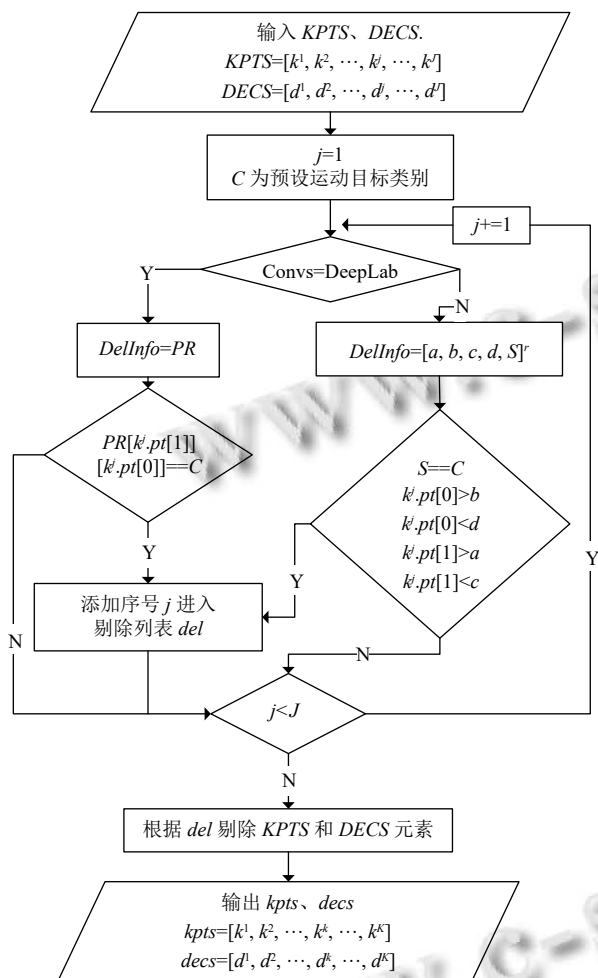 输入 KPTS、DECS.
KPTS=[k¹, k², ⋯, kʲ, ⋯, kᴶ]
DECS=[d¹, d², ⋯, dʲ, ⋯, dᴶ]
j=1
C 为预设运动目标类别
j+=1
Convs=DeepLab
Y
N
DelInfo=PR
DelInfo=[a, b, c, d, S]ʳ
PR[kʲ.pt[1]]
[kʲ.pt[0]]==C
S==C
kʲ.pt[0]>b
kʲ.pt[0]<d
kʲ.pt[1]>a
kʲ.pt[1]<c
Y
Y
Y
添加序号 j 进入
剔除列表 del
N
N
j<J
N
根据 del 剔除 KPTS 和 DECS 元素
输出 kpts、decs
kpts=[k¹, k², ⋯, kᵏ, ⋯, kᴷ]
decs=[d¹, d², ⋯, dᵏ, ⋯, dᴷ]